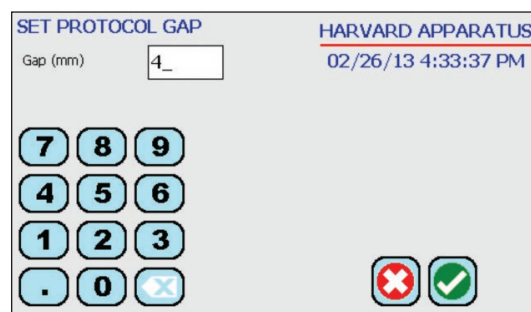 SET PROTOCOL GAP
HARVARD APPARATUS
Gap (mm) 4_
02/26/13 4:33:37 PM
7 8 9
4 5 6
1 2 3
. 0